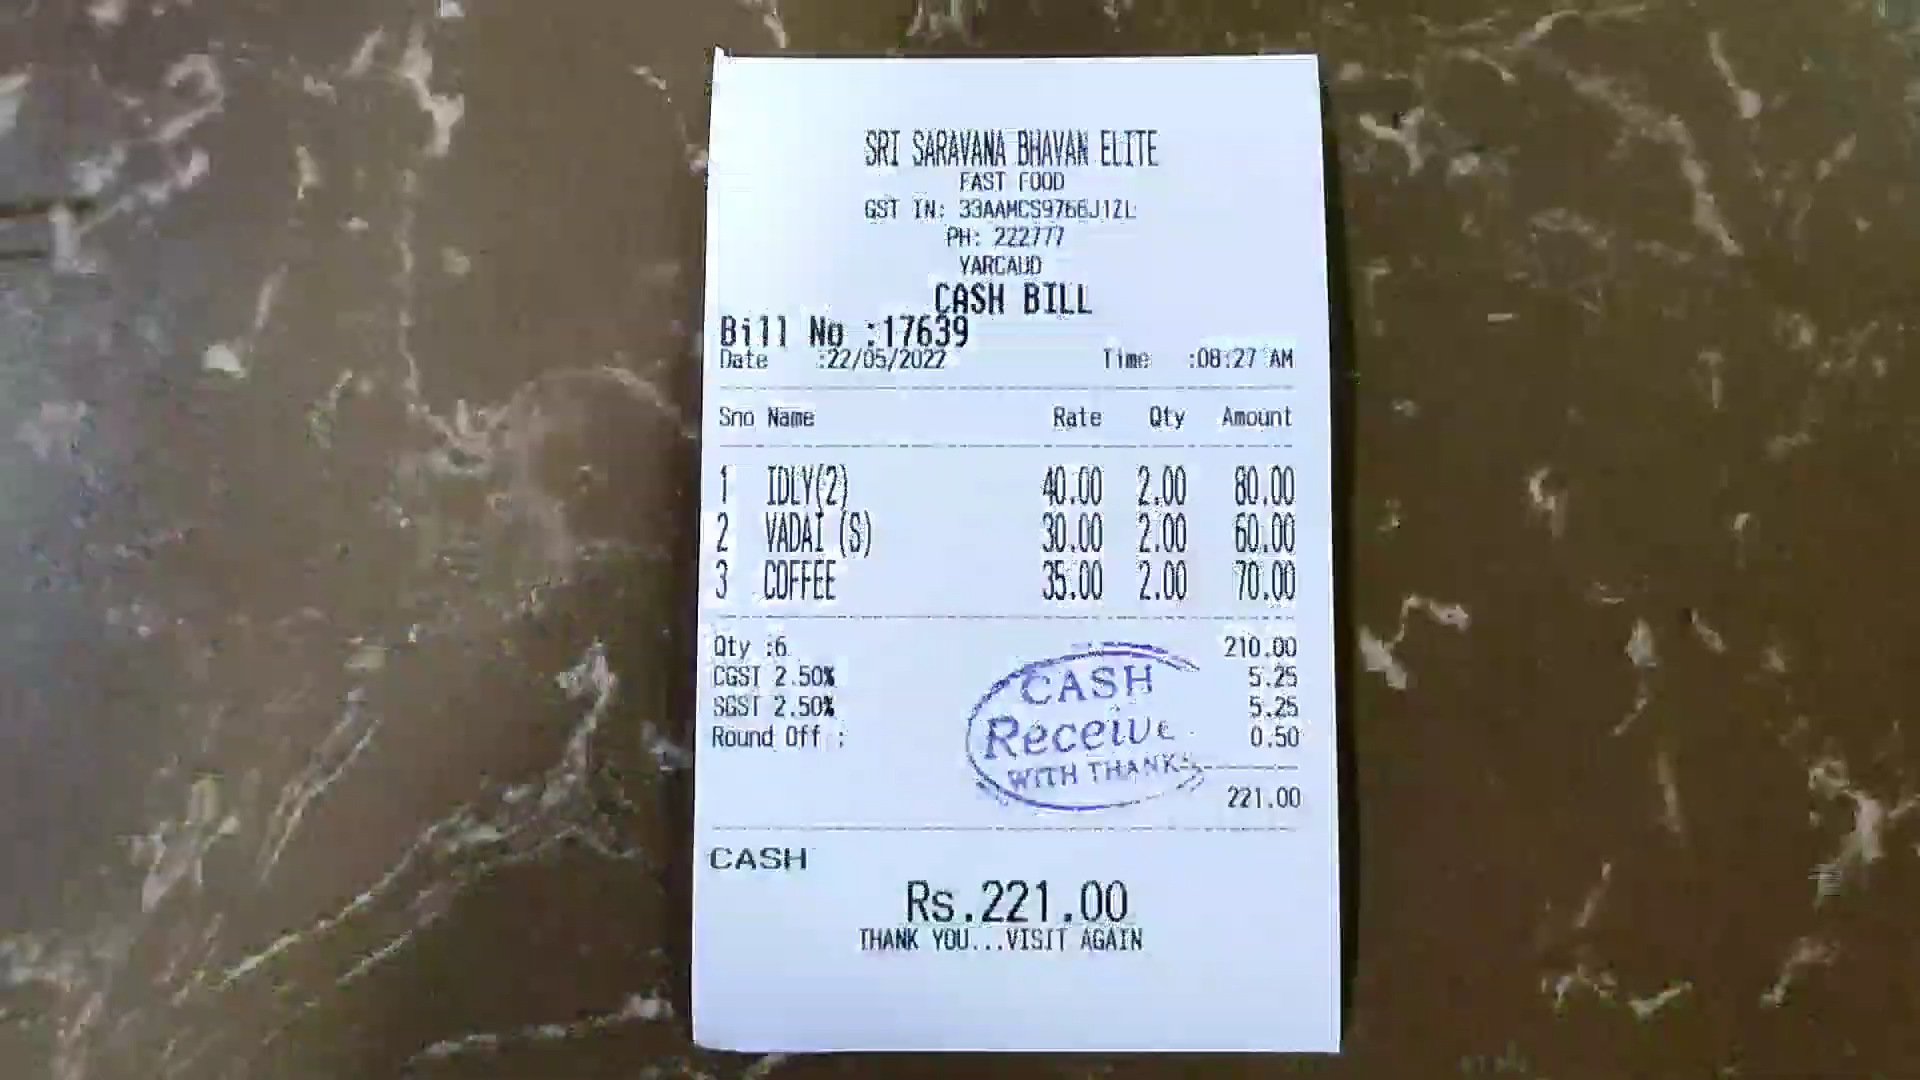 SRI SARAVANA BHAVAN ELITE
FAST FOOD
GST IN: 33AAMCS9766J1ZL
PH: 222777
YARCAUD
CASH BILL
Bill No :17639
Date :22/05/2022 Time :08:27 AM
Sno Name Rate Qty Amount
1 IDLY(2) 40.00 2.00 80.00
2 VADAI (S) 30.00 2.00 60.00
3 COFFEE 35.00 2.00 70.00
Qty :6 210.00
CGST 2.50% 5.25
SGST 2.50% 5.25
Round Off : 0.50
CASH
Receive
WITH THANKS
221.00
CASH
Rs.221.00
THANK YOU...VISIT AGAIN